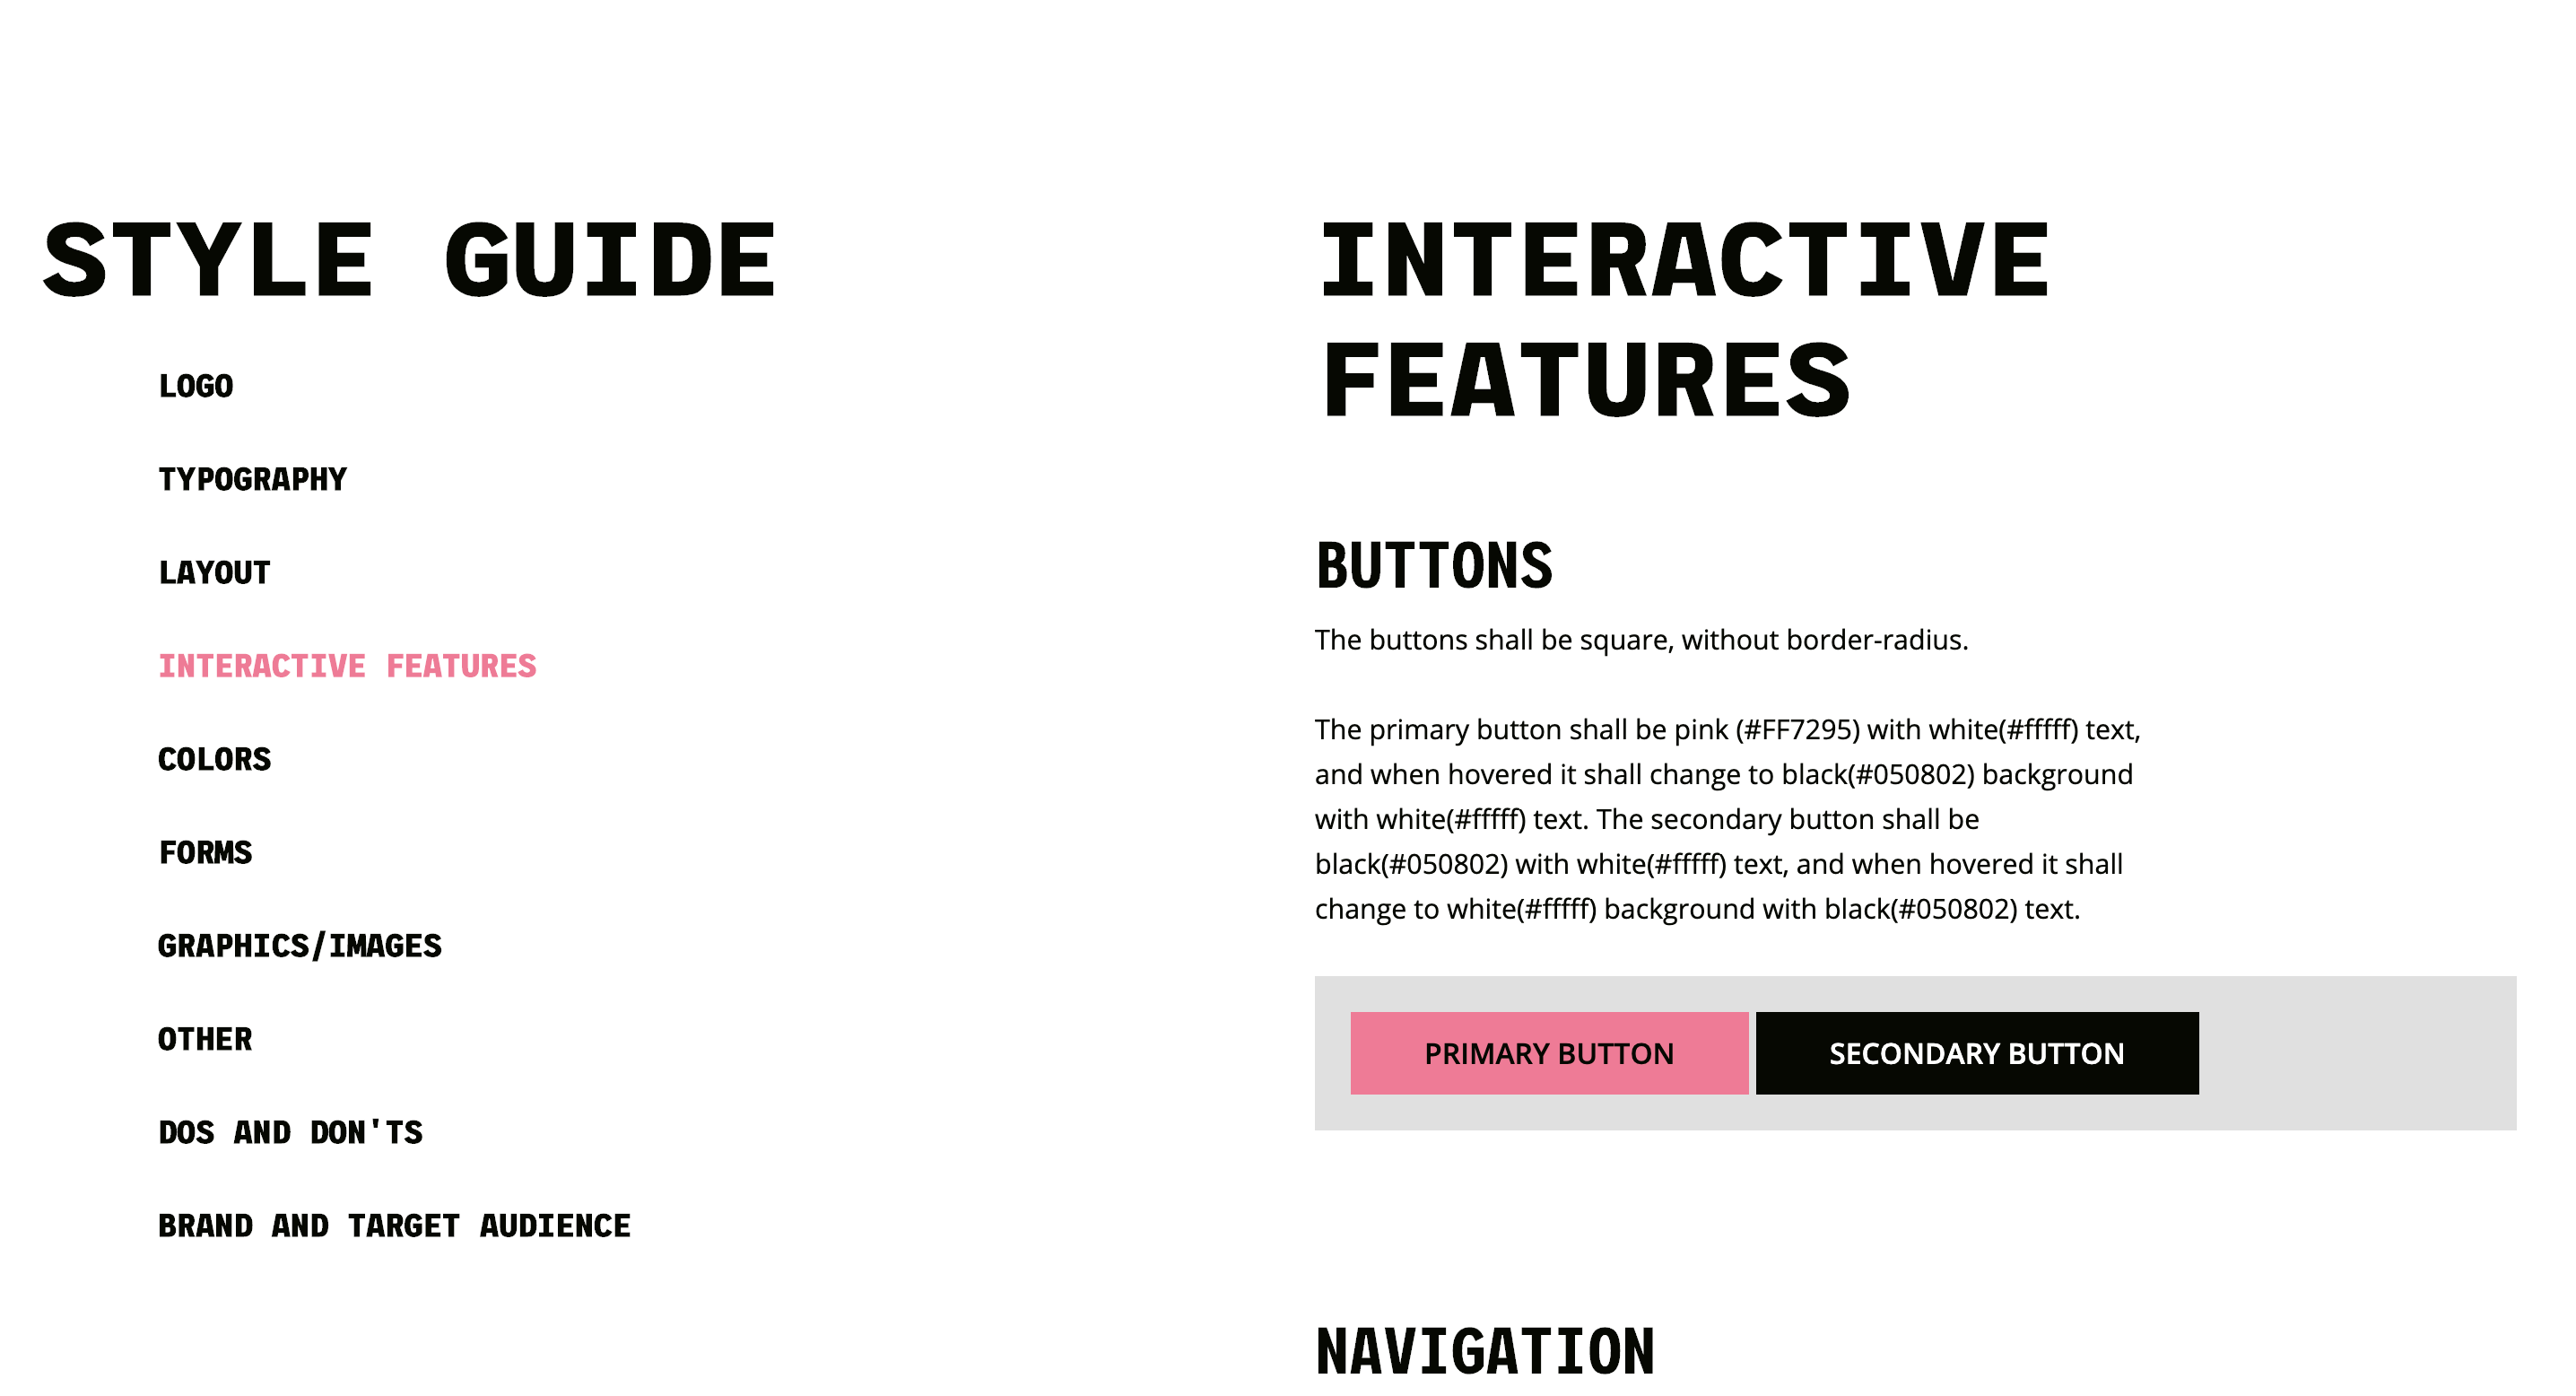 STYLE GUIDE
LOGO
TYPOGRAPHY
LAYOUT
INTERACTIVE FEATURES
COLORS
FORMS
GRAPHICS/IMAGES
OTHER
DOS AND DON'TS
BRAND AND TARGET AUDIENCE
INTERACTIVE
FEATURES
BUTTONS
The buttons shall be square, without border-radius.
The primary button shall be pink (#FF7295) with white(#fffff) text,
and when hovered it shall change to black(#050802) background
with white(#fffff) text. The secondary button shall be
black(#050802) with white(#fffff) text, and when hovered it shall
change to white(#fffff) background with black(#050802) text.
PRIMARY BUTTON
SECONDARY BUTTON
NAVIGATION